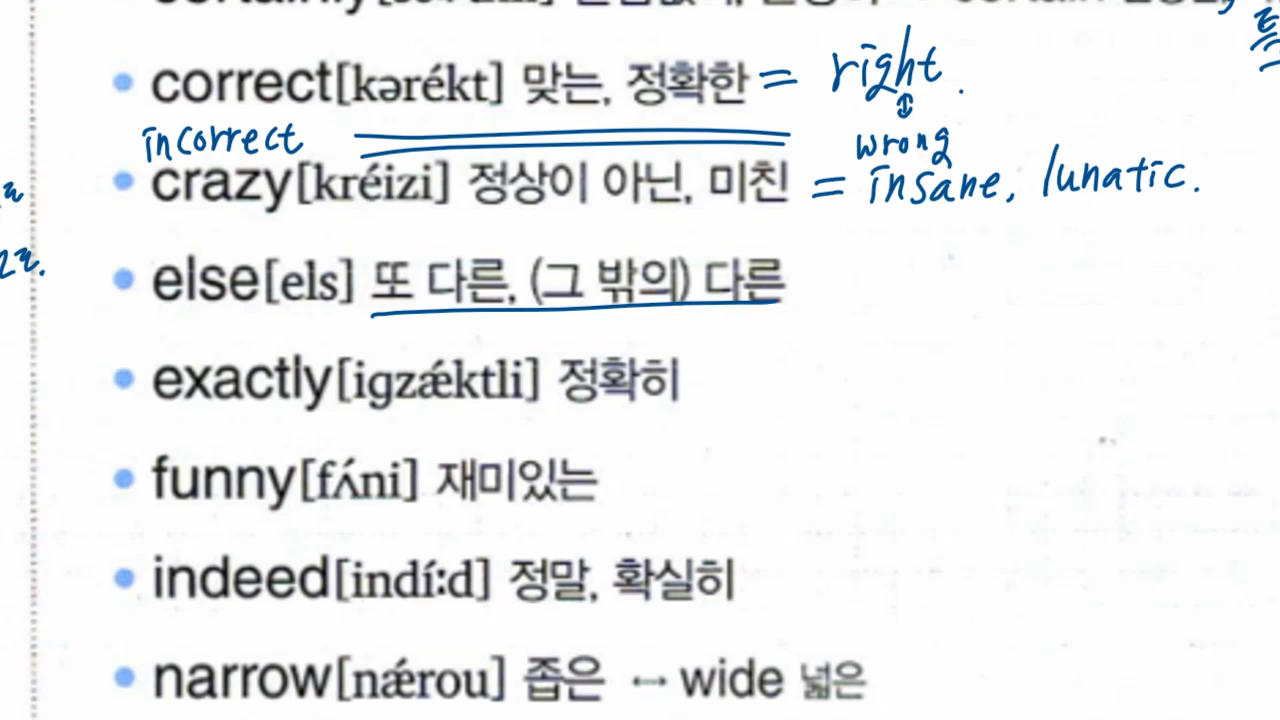 correct[kərékt] 맞는, 정확한 = right.
↕
incorrect
wrong
crazy[kréizi] 정상이 아닌, 미친 = insane, lunatic.
else[els] 또 다른, (그 밖의) 다른
exactly[igzǽktli] 정확히
funny[fʌ́ni] 재미있는
indeed[indíːd] 정말, 확실히
narrow[nǽrou] 좁은 ↔ wide 넓은